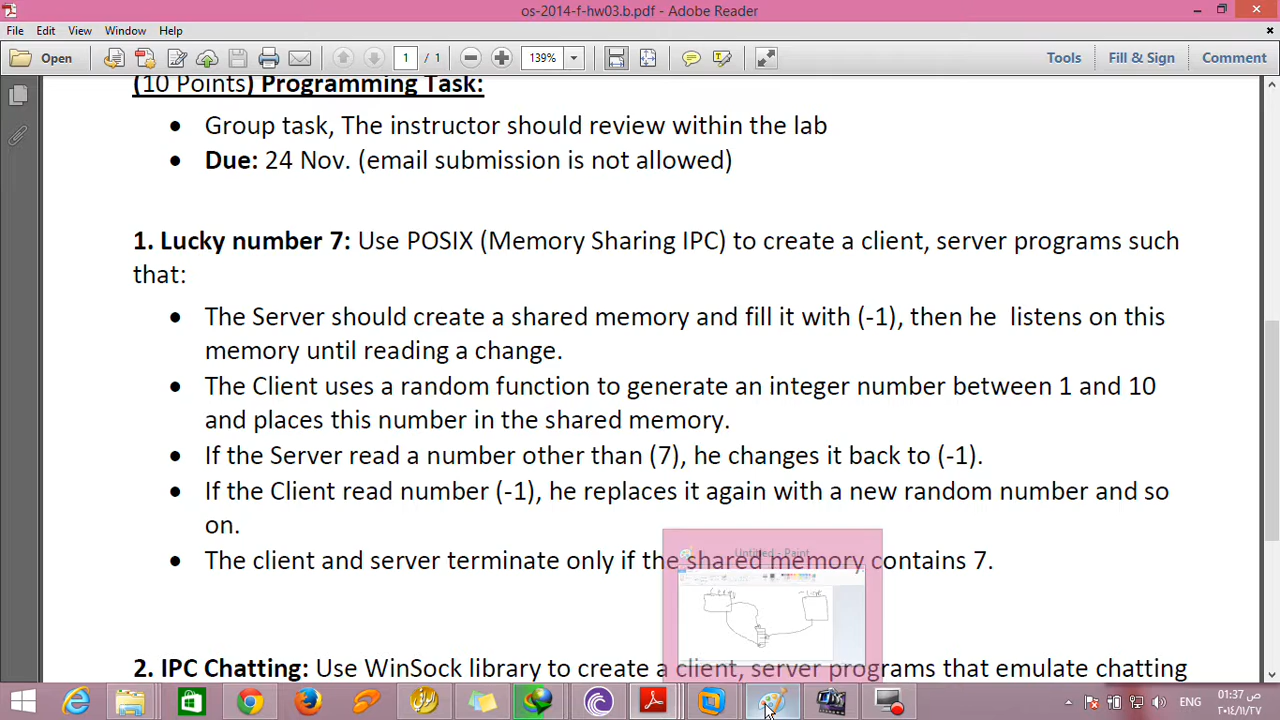 os-2014-f-hw03.b.pdf - Adobe Reader
File Edit View Window Help
Open 1 / 1 139% Tools Fill & Sign Comment
(10 Points) Programming Task:
• Group task, The instructor should review within the lab
• Due: 24 Nov. (email submission is not allowed)
1. Lucky number 7: Use POSIX (Memory Sharing IPC) to create a client, server programs such
that:
• The Server should create a shared memory and fill it with (-1), then he listens on this
memory until reading a change.
• The Client uses a random function to generate an integer number between 1 and 10
and places this number in the shared memory.
• If the Server read a number other than (7), he changes it back to (-1).
• If the Client read number (-1), he replaces it again with a new random number and so
on.
Untitled - Paint
• The client and server terminate only if the shared memory contains 7.
2. IPC Chatting: Use WinSock library to create a client, server programs that emulate chatting
ENG
01:37 ص
٢٠١٤/١١/٢٧